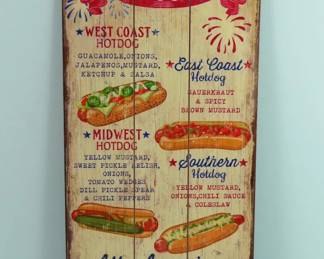 WEST COAST
HOTDOG
GUACAMOLE, ONIONS,
JALAPENOS, MUSTARD,
KETCHUP & SALSA
East Coast
Hotdog
SAUERKRAUT
& SPICY
BROWN MUSTARD
MIDWEST
HOTDOG
YELLOW MUSTARD,
SWEET PICKLE RELISH,
ONIONS,
TOMATO WEDGES
DILL PICKLE SPEAR
& CHILI PEPPERS
Southern
Hotdog
YELLOW MUSTARD,
ONIONS, CHILI SAUCE
& COLESLAW